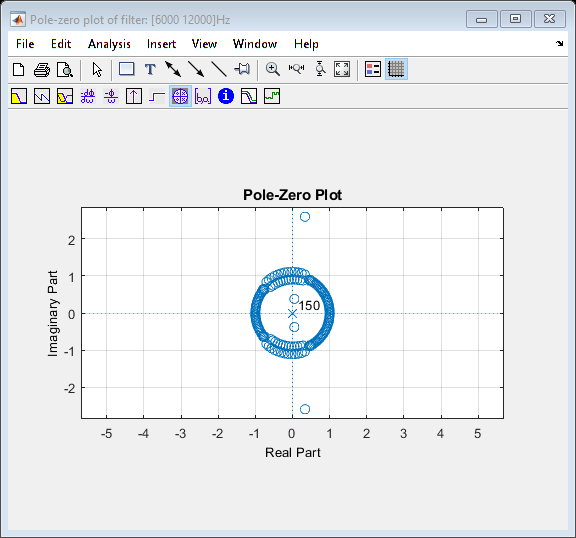 Pole-zero plot of filter: [6000 12000]Hz
File Edit Analysis Insert View Window Help
Pole-Zero Plot
2
1
0
-1
-2
Imaginary Part
150
-5 -4 -3 -2 -1 0 1 2 3 4 5
Real Part